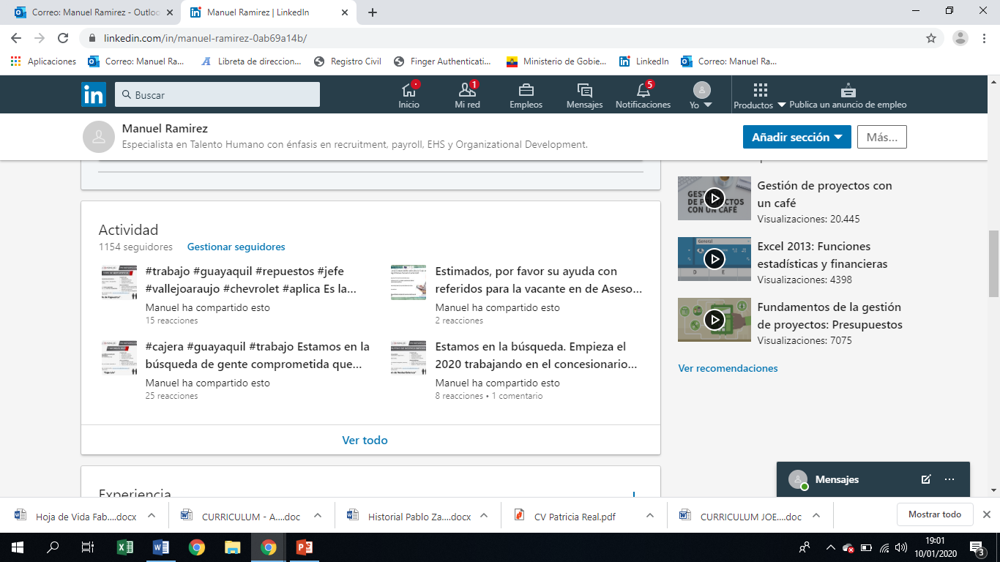 Correo: Manuel Ramirez - Outlo
Manuel Ramirez | LinkedIn
linkedin.com/in/manuel-ramirez-0ab69a14b/
Aplicaciones
Correo: Manuel Ra...
Libreta de direccion...
Registro Civil
Finger Authenticati...
Ministerio de Gobie...
LinkedIn
Correo: Manuel Ra...
in
Buscar
Inicio
1
Mi red
Empleos
Mensajes
5
Notificaciones
Yo
Productos
Publica un anuncio de empleo
Manuel Ramirez
Especialista en Talento Humano con énfasis en recruitment, payroll, EHS y Organizational Development.
Añadir sección
Más...
Actividad
1154 seguidores Gestionar seguidores
#trabajo #guayaquil #repuestos #jefe
#vallejoaraujo #chevrolet #aplica Es la...
Manuel ha compartido esto
15 reacciones
Estimados, por favor su ayuda con
referidos para la vacante en de Aseso...
Manuel ha compartido esto
2 reacciones
#cajera #guayaquil #trabajo Estamos en la
búsqueda de gente comprometida que...
Manuel ha compartido esto
25 reacciones
Estamos en la búsqueda. Empieza el
2020 trabajando en el concesionario...
Manuel ha compartido esto
8 reacciones • 1 comentario
Ver todo
Experiencia
GESTI
DE PROYECTOS
CON UN CAFÉ
Gestión de proyectos con
un café
Visualizaciones: 20.445
General
D E
Excel 2013: Funciones
estadísticas y financieras
Visualizaciones: 4398
Fundamentos de la gestión
de proyectos: Presupuestos
Visualizaciones: 7075
Ver recomendaciones
Mensajes
Hoja de Vida Fab....docx
CURRICULUM - A....doc
Historial Pablo Za....docx
CV Patricia Real.pdf
CURRICULUM JOE....doc
Mostrar todo
19:01
10/01/2020
3